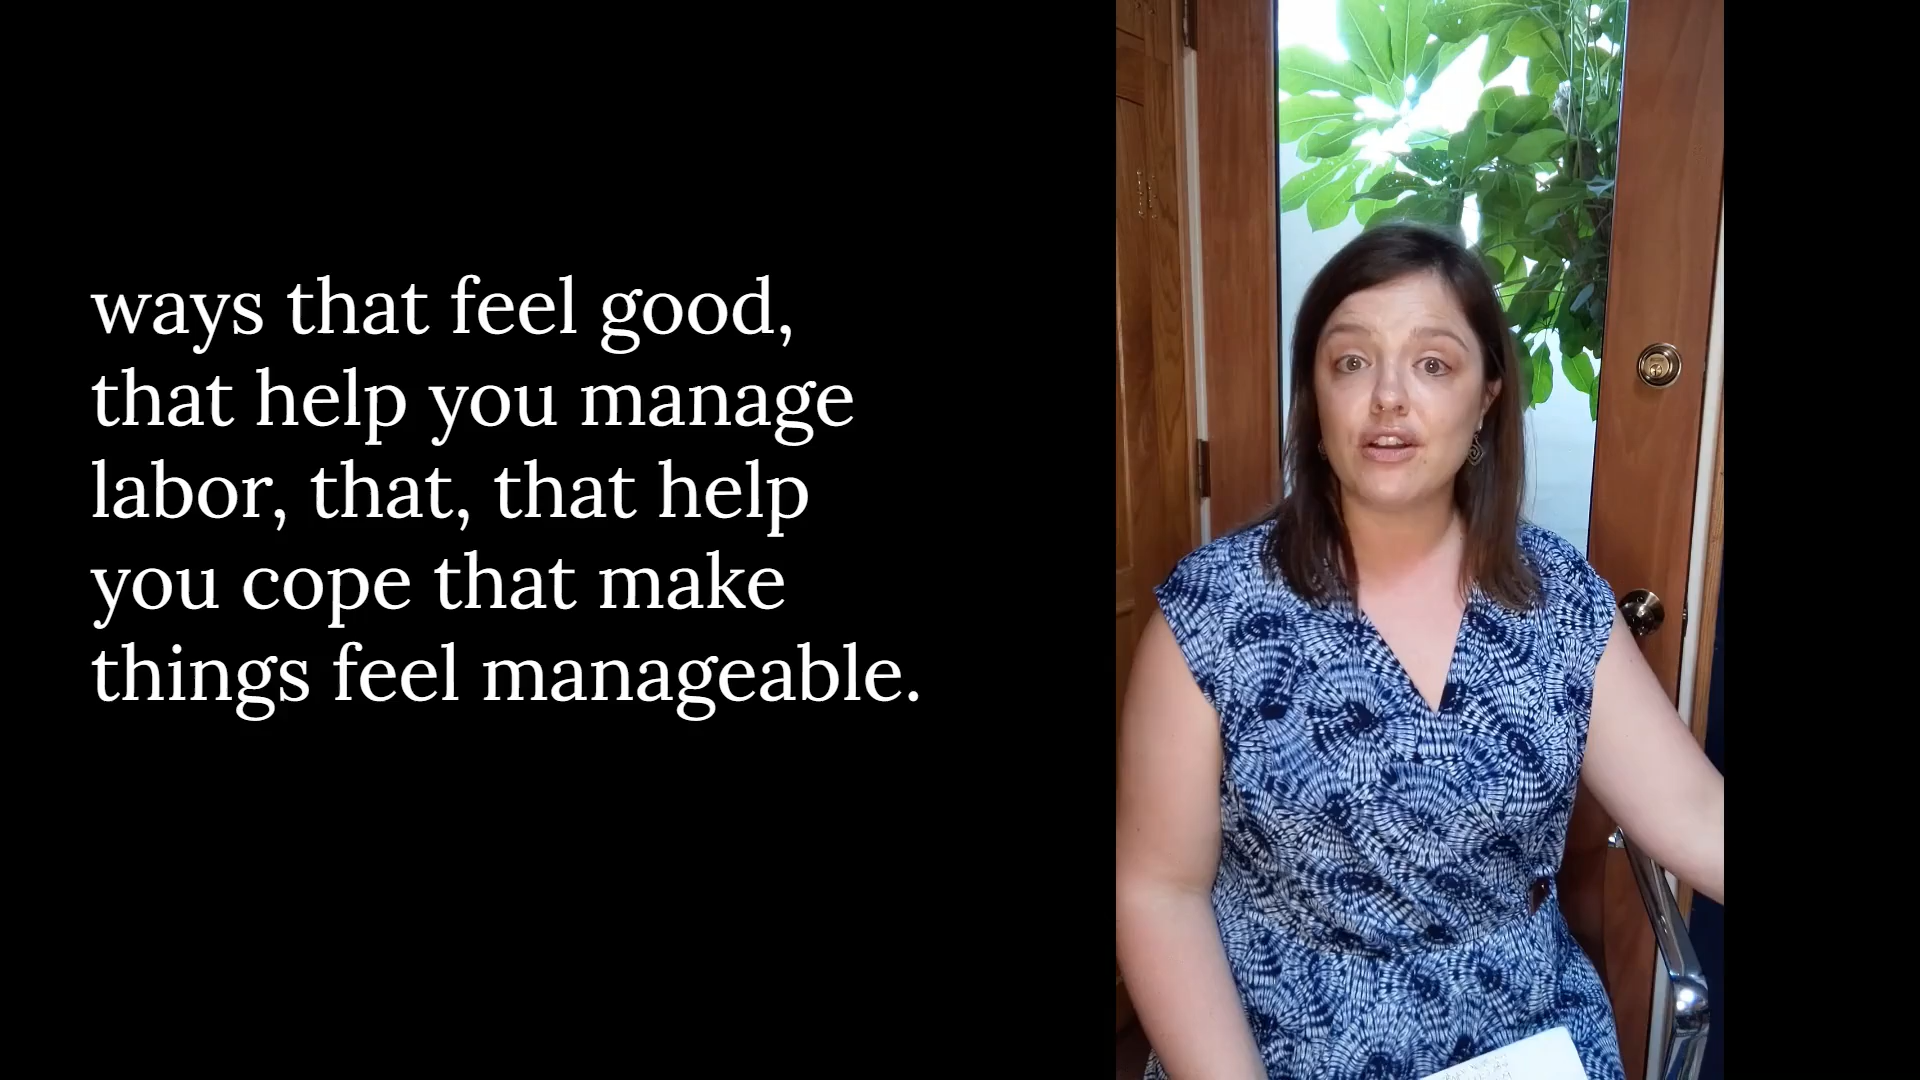 ways that feel good,
that help you manage
labor, that, that help
you cope that make
things feel manageable.